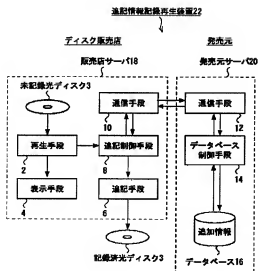 追記情報記録再生装置22
ディスク販売店
発売元
販売店サーバ18
発売元サーバ20
未記録光ディスク3
通信手段
通信手段
10
12
再生手段
追記制御手段
データベース
制御手段
2
8
14
表示手段
追記手段
4
6
追加情報
記録済光ディスク3
データベース16